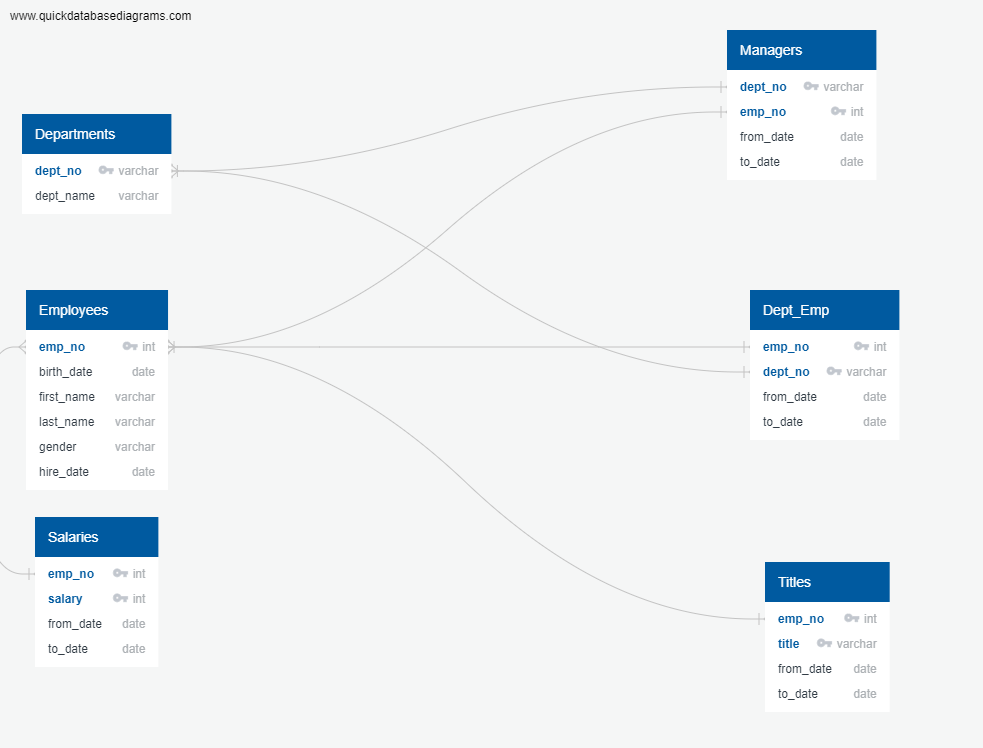 www.quickdatabasediagrams.com
Managers
dept_no varchar
emp_no int
from_date date
to_date date
Departments
dept_no varchar
dept_name varchar
Employees
emp_no int
birth_date date
first_name varchar
last_name varchar
gender varchar
hire_date date
Dept_Emp
emp_no int
dept_no varchar
from_date date
to_date date
Salaries
emp_no int
salary int
from_date date
to_date date
Titles
emp_no int
title varchar
from_date date
to_date date